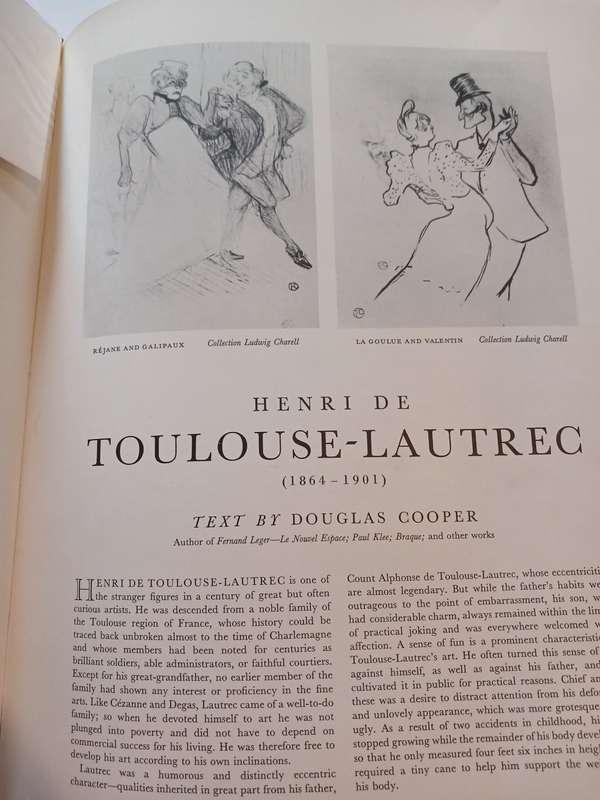 RÉJANE AND GALIPAUX
Collection Ludwig Charell
LA GOULUE AND VALENTIN
Collection Ludwig Charell
HENRI DE
TOULOUSE-LAUTREC
(1864–1901)
TEXT BY DOUGLAS COOPER
Author of Fernand Leger—Le Nouvel Espace; Paul Klee; Braque; and other works
HENRI DE TOULOUSE-LAUTREC is one of
the stranger figures in a century of great but often
curious artists. He was descended from a noble family of
the Toulouse region of France, whose history could be
traced back unbroken almost to the time of Charlemagne
and whose members had been noted for centuries as
brilliant soldiers, able administrators, or faithful courtiers.
Except for his great-grandfather, no earlier member of the
family had shown any interest or proficiency in the fine
arts. Like Cézanne and Degas, Lautrec came of a well-to-do
family; so when he devoted himself to art he was not
plunged into poverty and did not have to depend on
commercial success for his living. He was therefore free to
develop his art according to his own inclinations.
Lautrec was a humorous and distinctly eccentric
character—qualities inherited in great part from his father,
Count Alphonse de Toulouse-Lautrec, whose
are almost legendary. But while the father's habits
outrageous to the point of embarrassment, his son,
had considerable charm, always remained within the
of practical joking and was everywhere welcomed
affection. A sense of fun is a prominent
Toulouse-Lautrec's art. He often turned this sense of
against himself, as well as against his father, and
cultivated it in public for practical reasons. Chief
these was a desire to distract attention from his
and unlovely appearance, which was more
ugly. As a result of two accidents in childhood,
stopped growing while the remainder of his body
so that he only measured four feet six inches in
required a tiny cane to help him support the
his body.